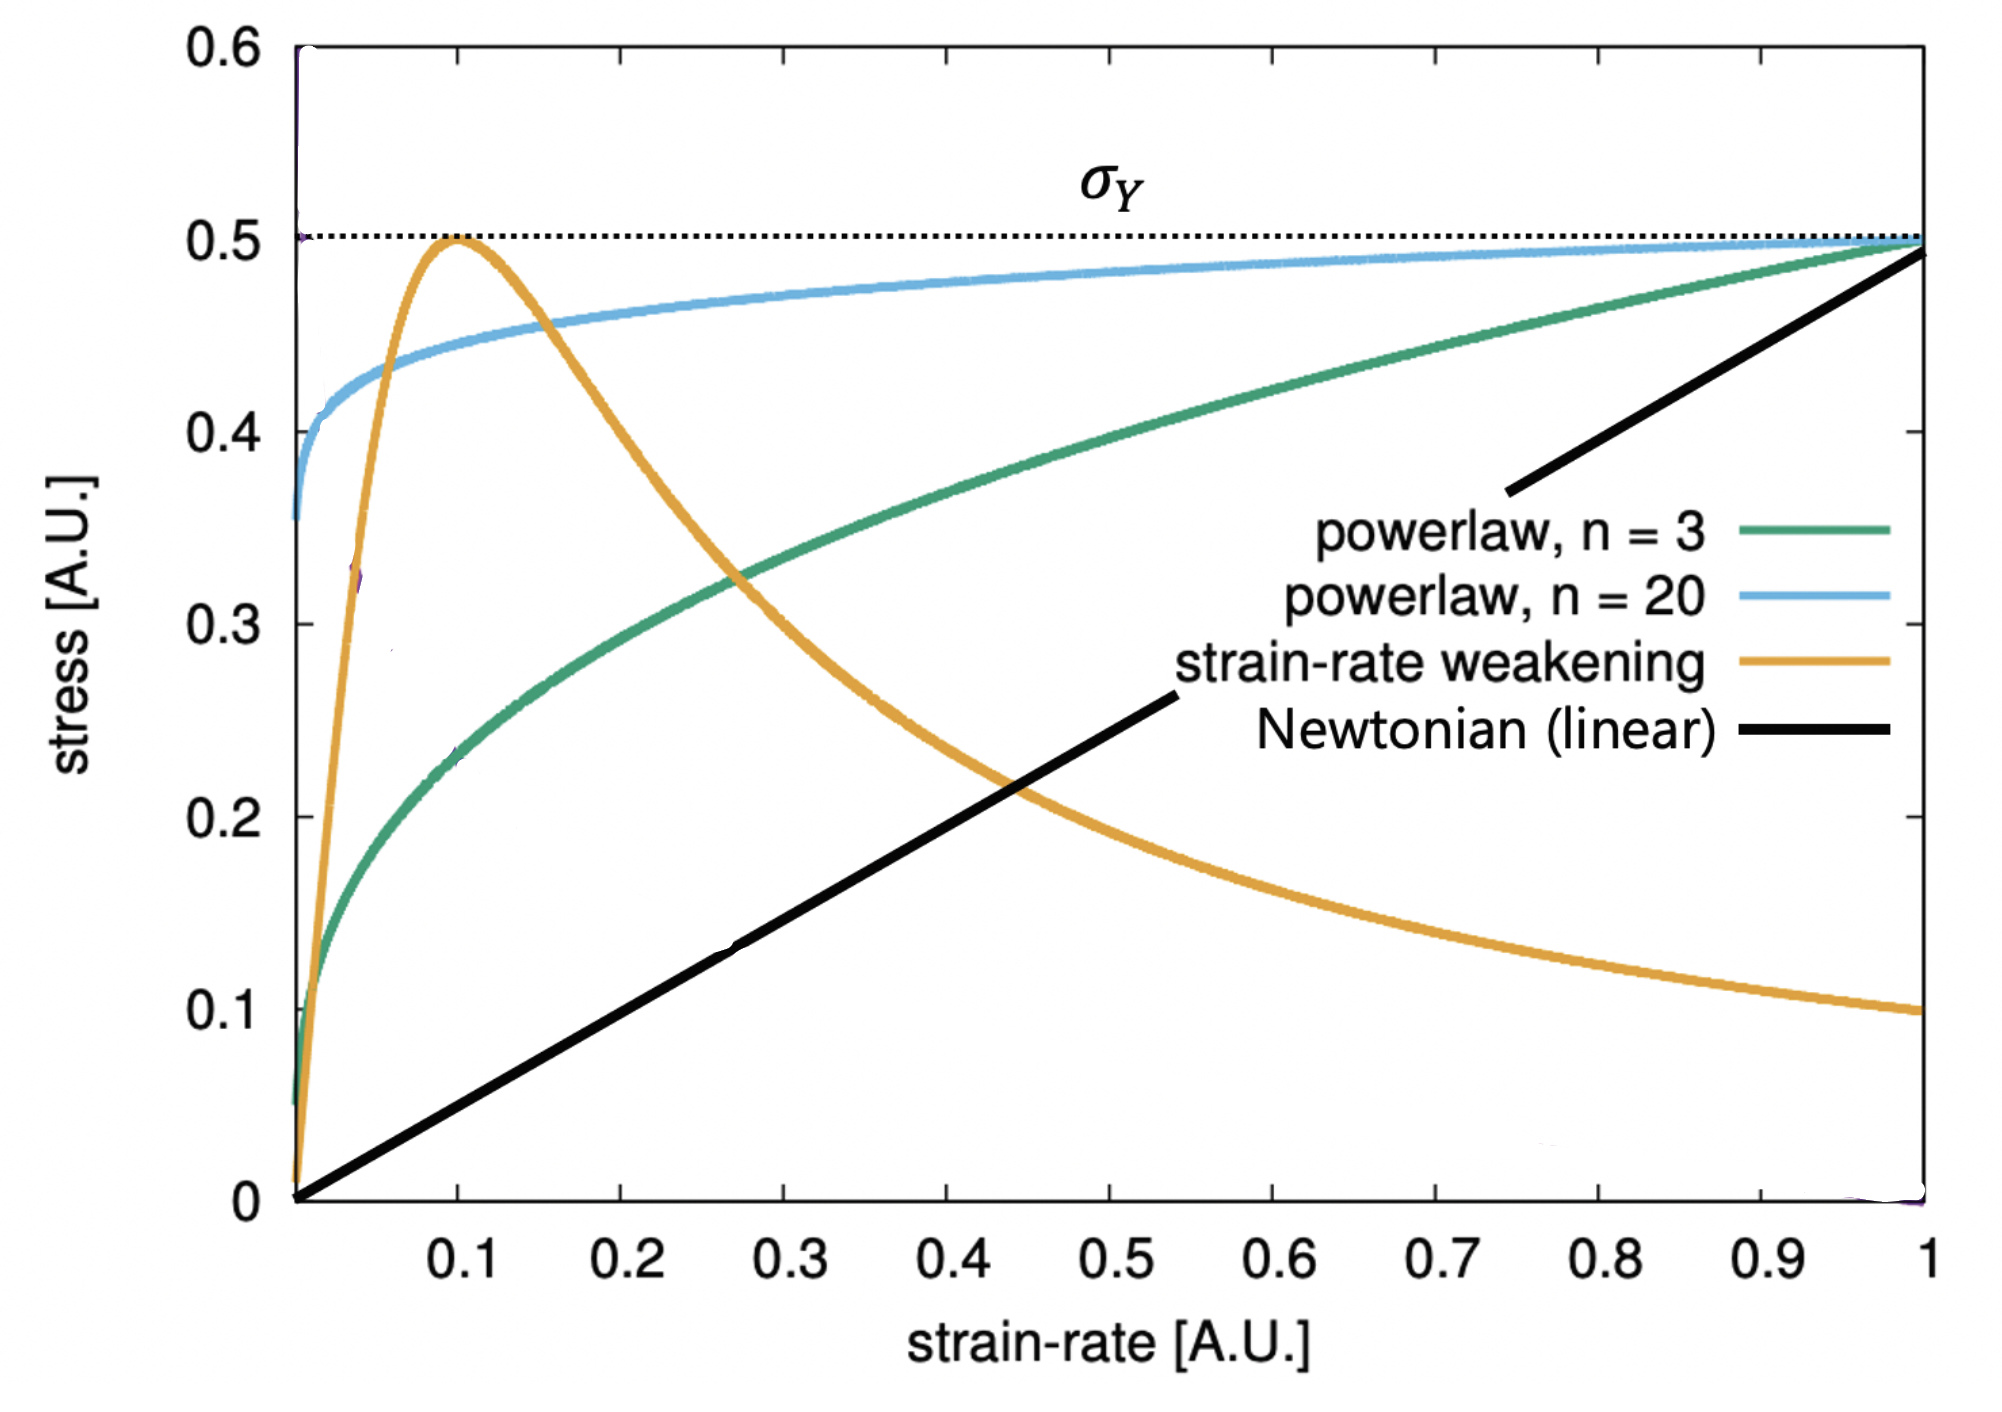 0.6
σY
0.5
0.4
0.3
0.2
0.1
0
stress [A.U.]
powerlaw, n = 3
powerlaw, n = 20
strain-rate weakening
Newtonian (linear)
0.1 0.2 0.3 0.4 0.5 0.6 0.7 0.8 0.9 1
strain-rate [A.U.]